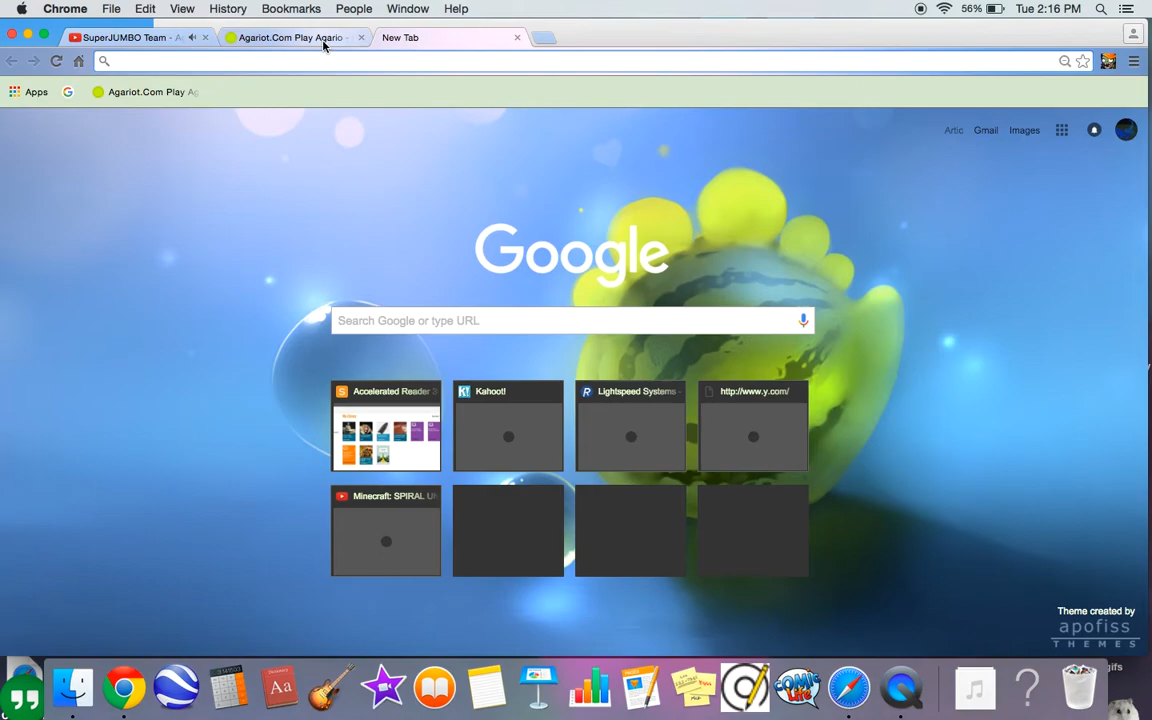 Chrome File Edit View History Bookmarks People Window Help 56% Tue 2:16 PM
SuperJUMBO Team - Ag Agariot.Com Play Agario - New Tab
Apps Agariot.Com Play Ag
Artic Gmail Images
Google
Search Google or type URL
Accelerated Reader Kahoot! Lightspeed Systems - http://www.y.com/
Minecraft: SPIRAL
Theme created by
apofiss
THEMES
gifs